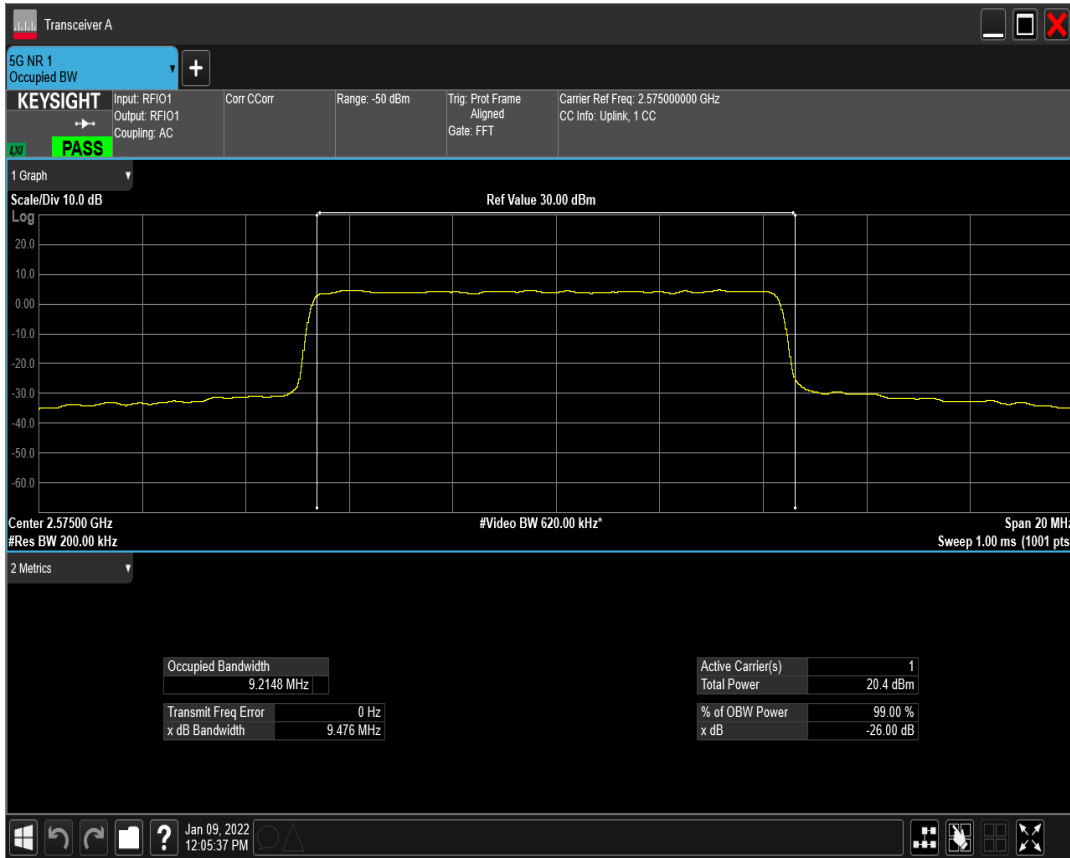 Transceiver A
5G NR 1
Occupied BW
+
KEYSIGHT
LXI
PASS
Input: RFIO1
Output: RFIO1
Coupling: AC
Corr CCorr
Range: -50 dBm
Trig: Prot Frame
Aligned
Gate: FFT
Carrier Ref Freq: 2.575000000 GHz
CC Info: Uplink, 1 CC
1 Graph
Scale/Div 10.0 dB
Ref Value 30.00 dBm
Log
20.0
10.0
0.00
-10.0
-20.0
-30.0
-40.0
-50.0
-60.0
Center 2.57500 GHz
#Video BW 620.00 kHz*
Span 20 MHz
#Res BW 200.00 kHz
Sweep 1.00 ms (1001 pts
2 Metrics
Occupied Bandwidth
9.2148 MHz
Transmit Freq Error 0 Hz
x dB Bandwidth 9.476 MHz
Active Carrier(s) 1
Total Power 20.4 dBm
% of OBW Power 99.00 %
x dB -26.00 dB
?
Jan 09, 2022
12:05:37 PM